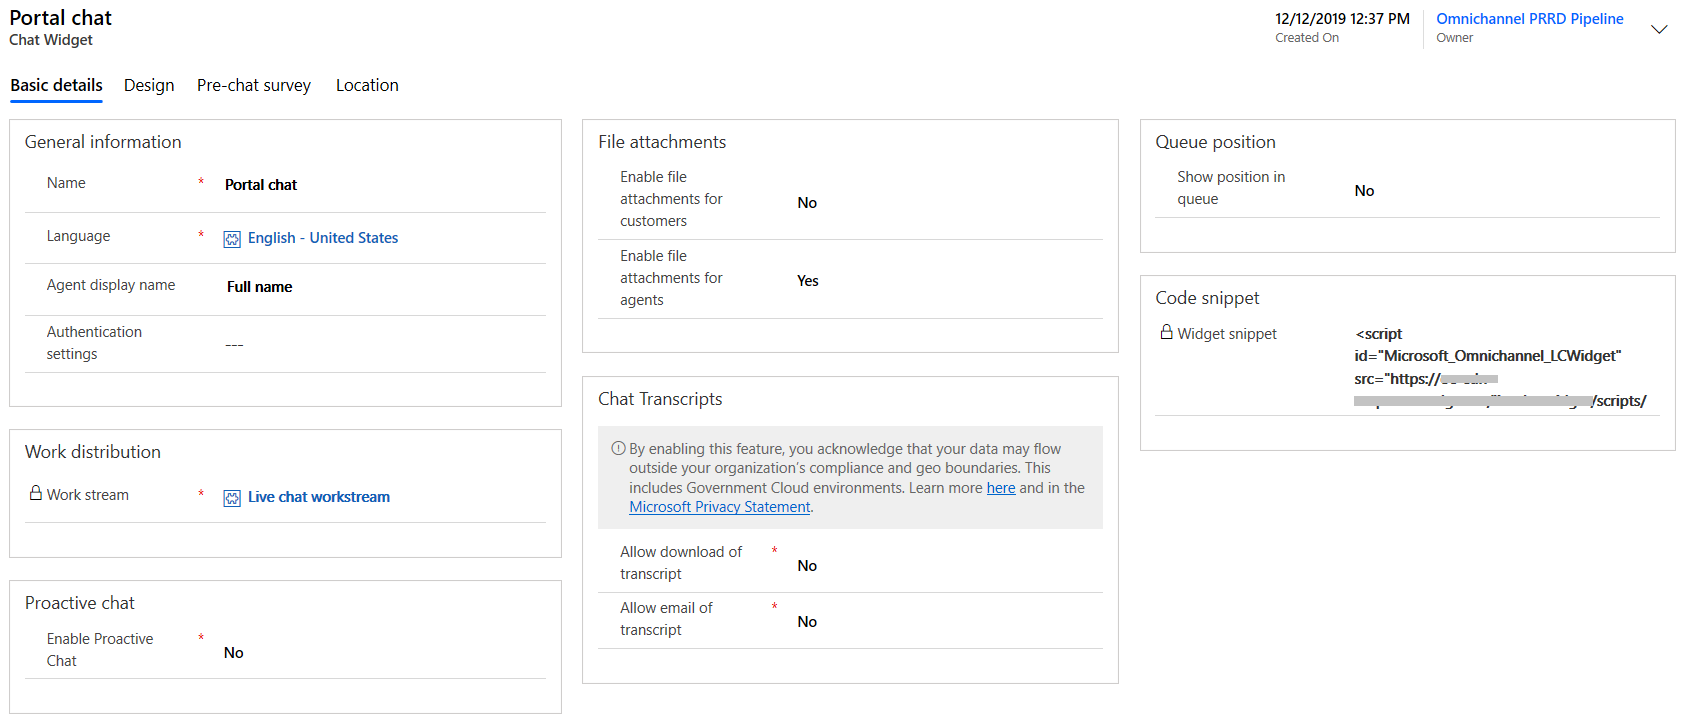 Portal chat
Chat Widget
12/12/2019 12:37 PM
Created On
Omnichannel PRRD Pipeline
Owner
Basic details
Design
Pre-chat survey
Location
General information
Name *
Portal chat
Language *
English - United States
Agent display name
Full name
Authentication
settings
---
Work distribution
Work stream *
Live chat workstream
Proactive chat
Enable Proactive *
Chat
No
File attachments
Enable file
attachments for
customers
No
Enable file
attachments for
agents
Yes
Chat Transcripts
By enabling this feature, you acknowledge that your data may flow
outside your organization's compliance and geo boundaries. This
includes Government Cloud environments. Learn more here and in the
Microsoft Privacy Statement.
Allow download of *
transcript
No
Allow email of *
transcript
No
Queue position
Show position in
queue
No
Code snippet
Widget snippet
<script
id="Microsoft_Omnichannel_LCWidget"
src="https://
/scripts/